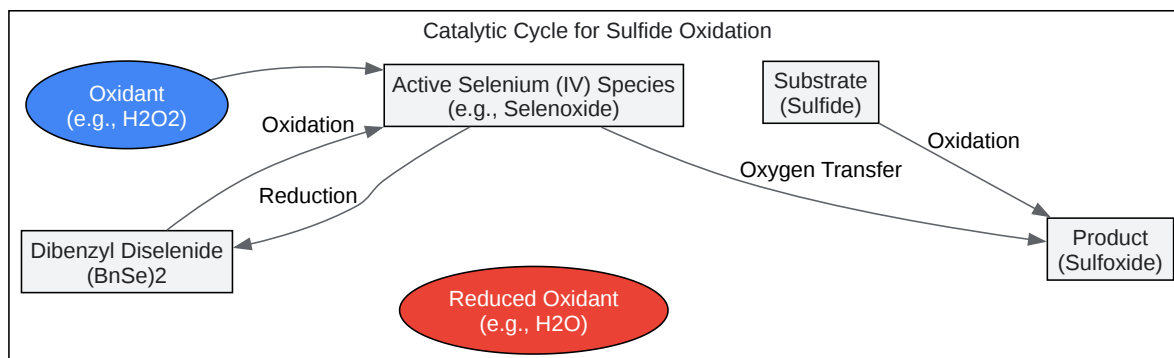 Catalytic Cycle for Sulfide Oxidation
Oxidant
(e.g., H2O2)
Active Selenium (IV) Species
(e.g., Selenoxide)
Substrate
(Sulfide)
Oxidation
Oxidation
Oxygen Transfer
Reduction
Dibenzyl Diselenide
(BnSe)2
Product
(Sulfoxide)
Reduced Oxidant
(e.g., H2O)